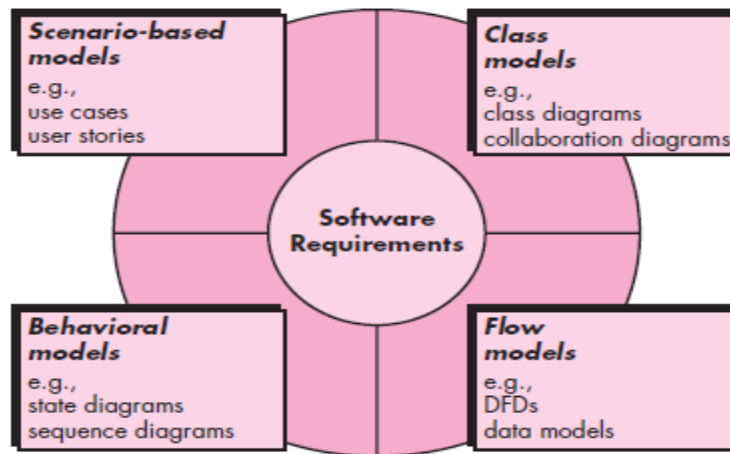 Scenario-based
models
e.g.,
use cases
user stories
Class
models
e.g.,
class diagrams
collaboration diagrams
Software
Requirements
Behavioral
models
e.g.,
state diagrams
sequence diagrams
Flow
models
e.g.,
DFDs
data models